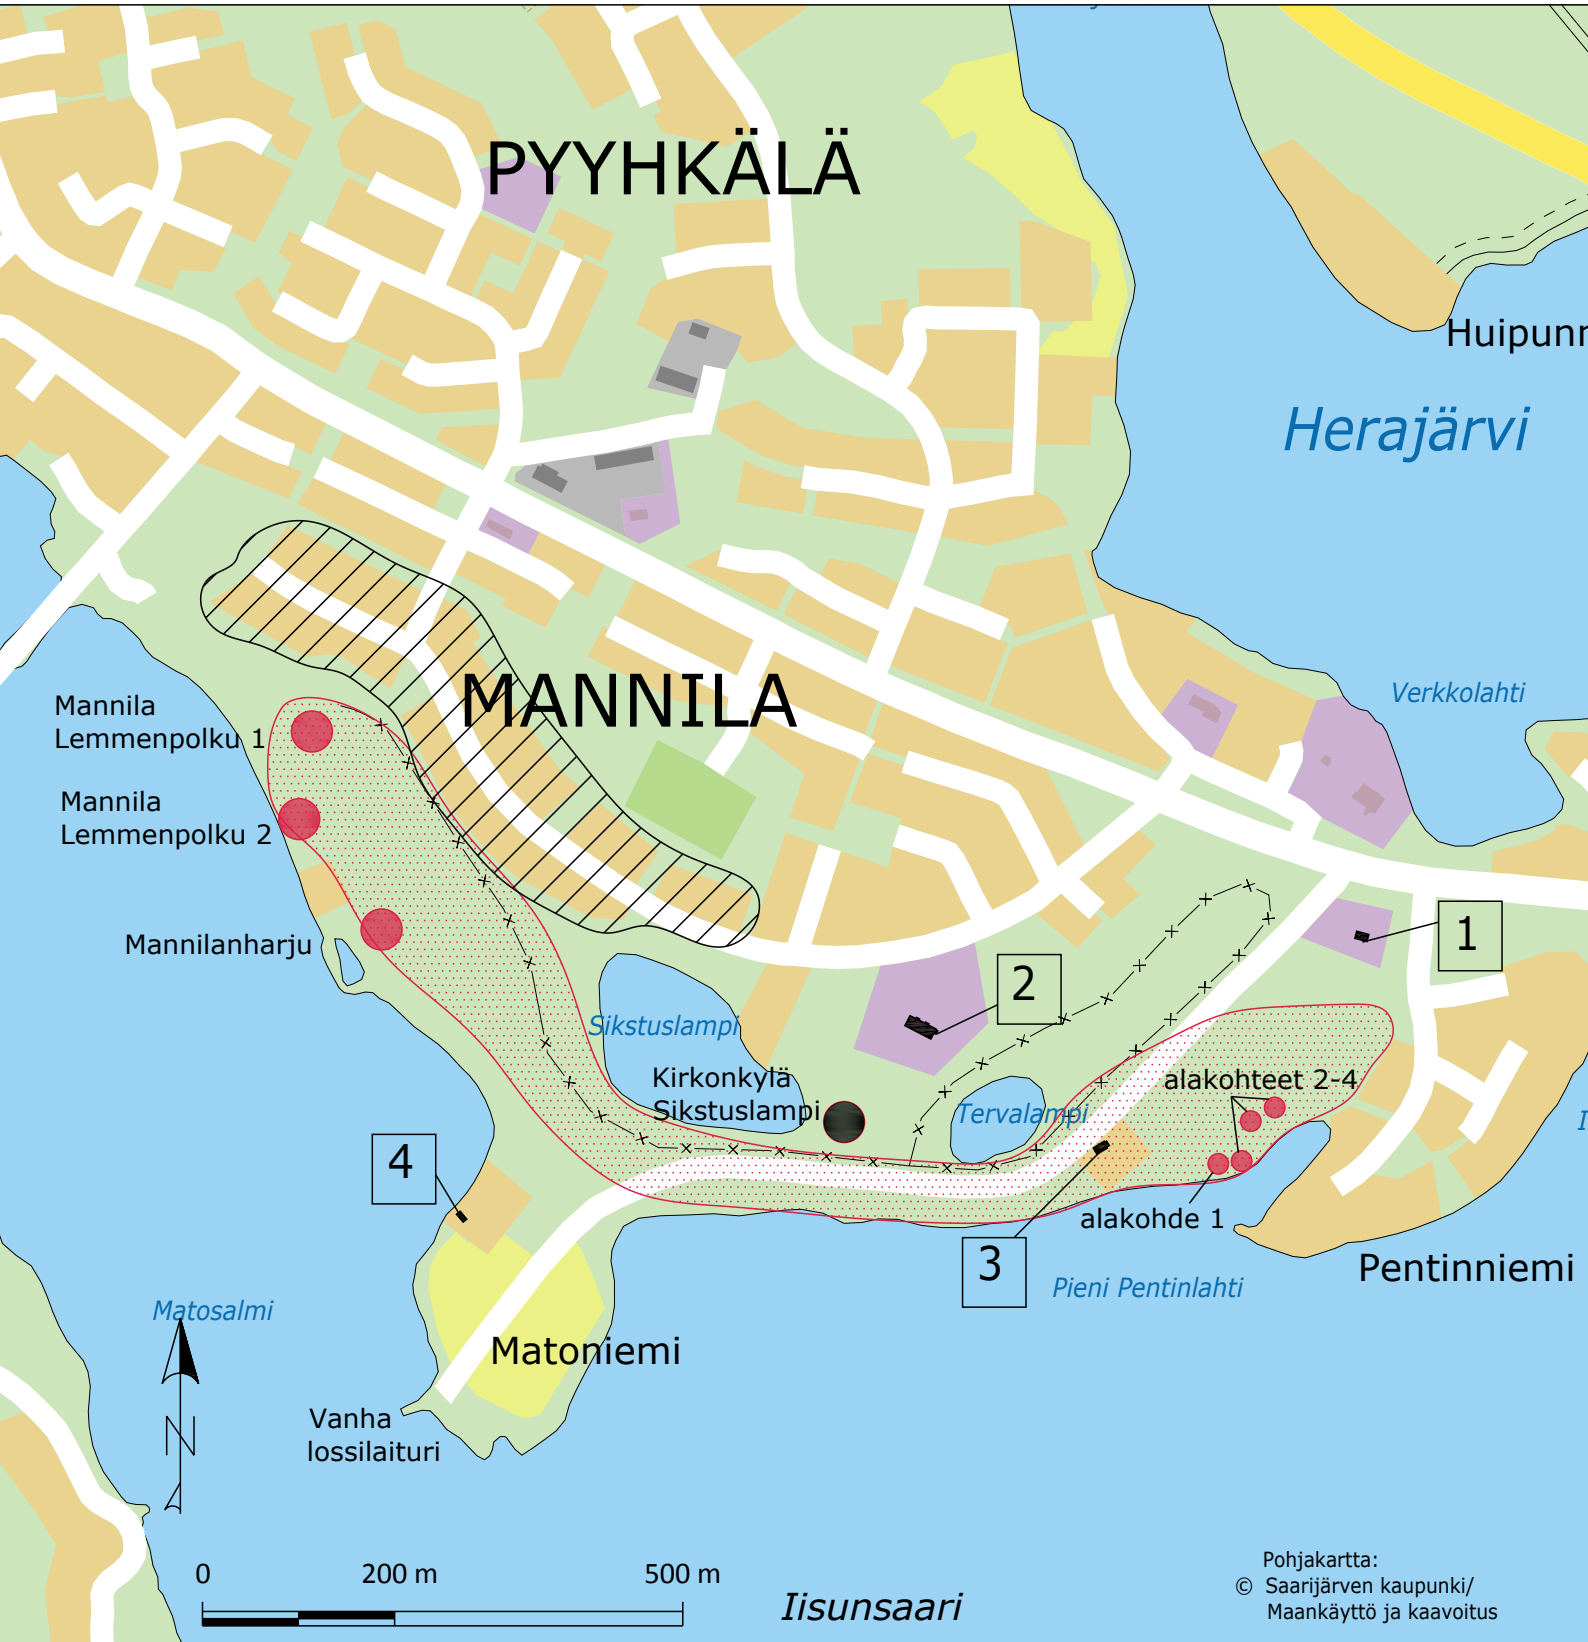 PYYHKÄLÄ
Herajärvi
MANNILA
Verkkolahti
Mannila
Lemmenpolku 1
Mannila
Lemmenpolku 2
Mannilanharju
1
2
Sikstuslampi
Kirkonkylä
Sikstuslampi
Tervalampi
alakohteet 2-4
4
alakohde 1
3
Pentinniemi
Pieni Pentinlahti
Matosalmi
Matoniemi
Vanha
lossilaituri
N
0 200 m 500 m
Iisunsaari
Pohjakartta:
© Saarijärven kaupunki/
Maankäyttö ja kaavoitus